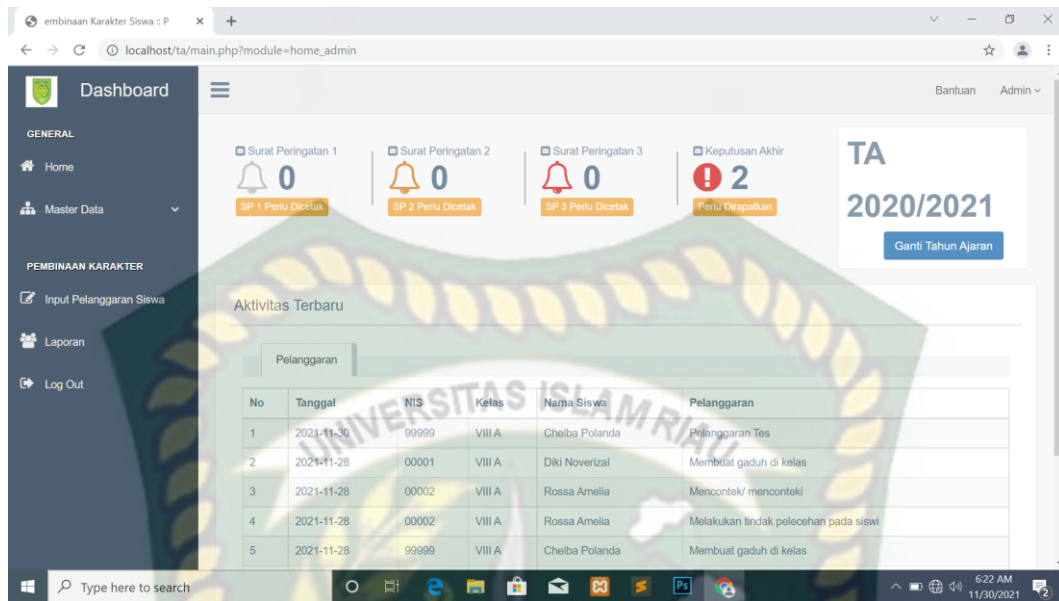 embinaan Karakter Siswa :: P
localhost/ta/main.php?module=home_admin
Dashboard
Bantuan Admin
GENERAL
Home
Master Data
PEMBINAAN KARAKTER
Input Pelanggaran Siswa
Laporan
Log Out
Surat Peringatan 1
0
SP 1 Perlu Dicetak
Surat Peringatan 2
0
SP 2 Perlu Dicetak
Surat Peringatan 3
0
SP 3 Perlu Dicetak
Keputusan Akhir
2
Perlu Dirapatkan
TA
2020/2021
Ganti Tahun Ajaran
Aktivitas Terbaru
Pelanggaran
No Tanggal NIS Kelas Nama Siswa Pelanggaran
1 2021-11-30 99999 VIII A Chelba Polanda Pelanggaran Tes
2 2021-11-28 00001 VIII A Diki Noverizal Membuat gaduh di kelas
3 2021-11-28 00002 VIII A Rossa Amelia Mencontek/ menconteki
4 2021-11-28 00002 VIII A Rossa Amelia Melakukan tindak pelecehan pada siswi
5 2021-11-28 99999 VIII A Chelba Polanda Membuat gaduh di kelas
UNIVERSITAS ISLAM RIAU
Type here to search
Ps
6:22 AM
11/30/2021
2